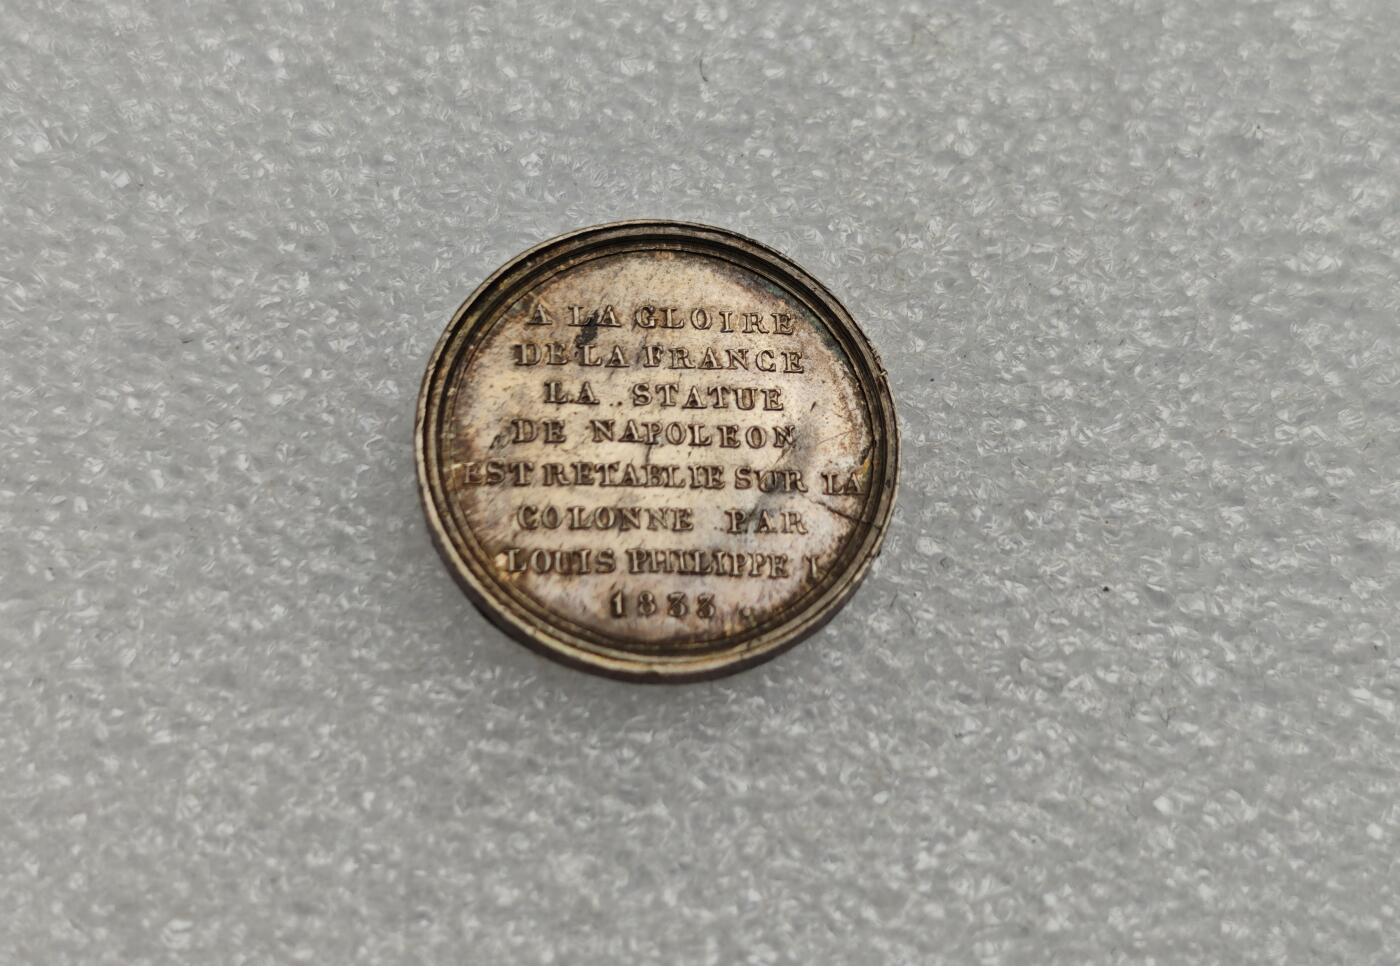 A LA GLOIRE
DE LA FRANCE
LA STATUE
DE NAPOLEON
EST RETABLIE SUR LA
COLONNE PAR
LOUIS PHILIPPE I
1833